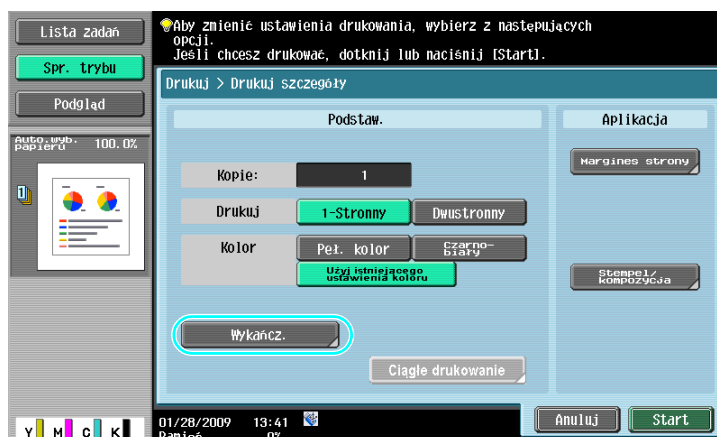 Lista zadań
Spr. trybu
Podgląd
Auto.wyb.
papieru 100.0%
Aby zmienić ustawienia drukowania, wybierz z następujących
opcji.
Jeśli chcesz drukować, dotknij lub naciśnij [Start].
Drukuj > Drukuj szczegóły
Podstaw.
Aplikacja
Kopie: 1
Margines strony
Drukuj 1-Stronny Dwustronny
Kolor Peł. kolor Czarno-
biały
Użyj istniejącego
ustawienia koloru
Stempel/
kompozycja
Wykańcz.
Ciągłe drukowanie
Y M C K
01/28/2009 13:41
Pamięć 0%
Anuluj Start